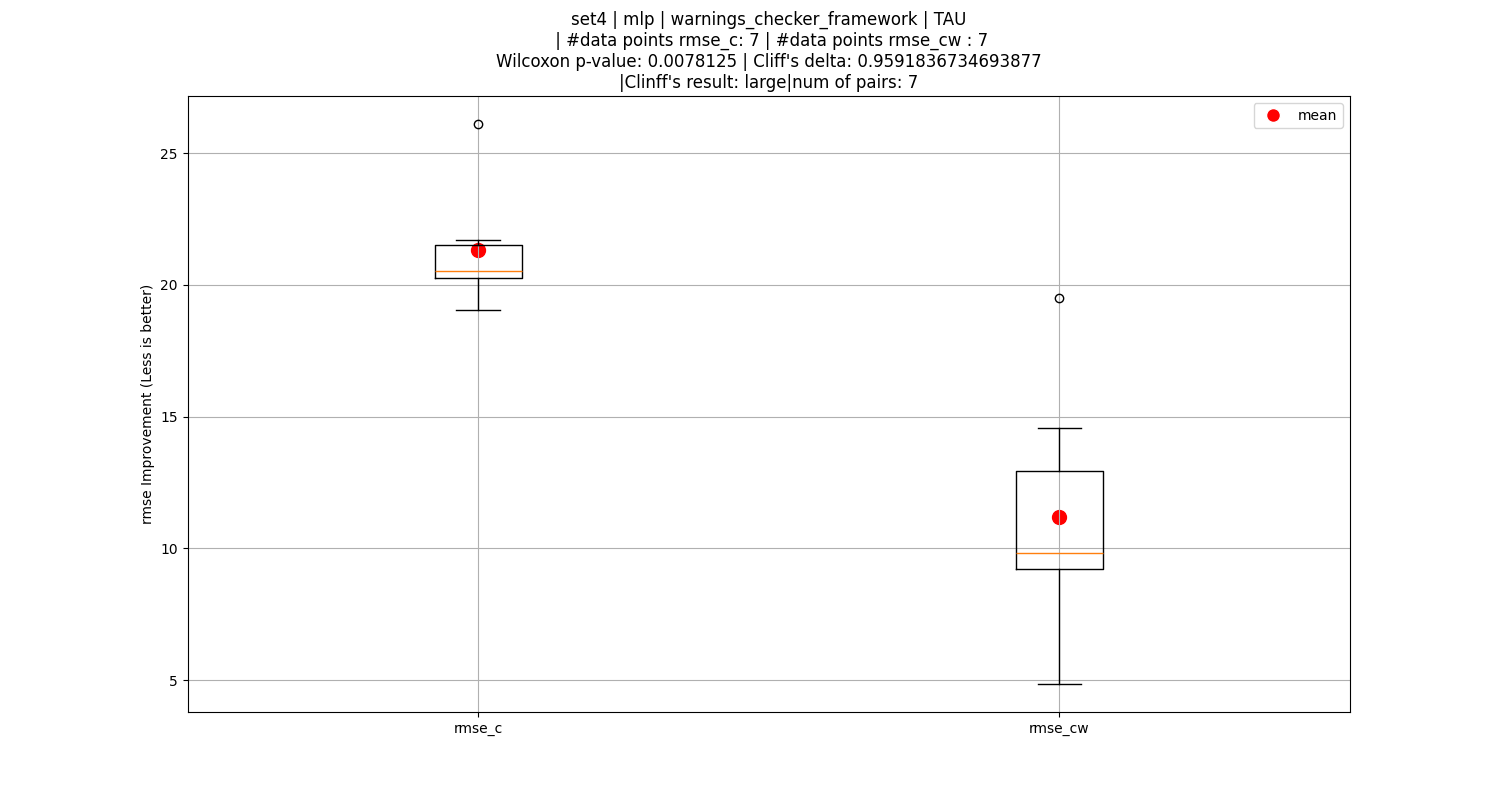 set4 | mlp | warnings_checker_framework | TAU
| #data points rmse_c: 7 | #data points rmse_cw : 7
Wilcoxon p-value: 0.0078125 | Cliff's delta: 0.9591836734693877
|Clinff's result: large|num of pairs: 7
mean
25
20
15
10
5
rmse Improvement (Less is better)
rmse_c
rmse_cw